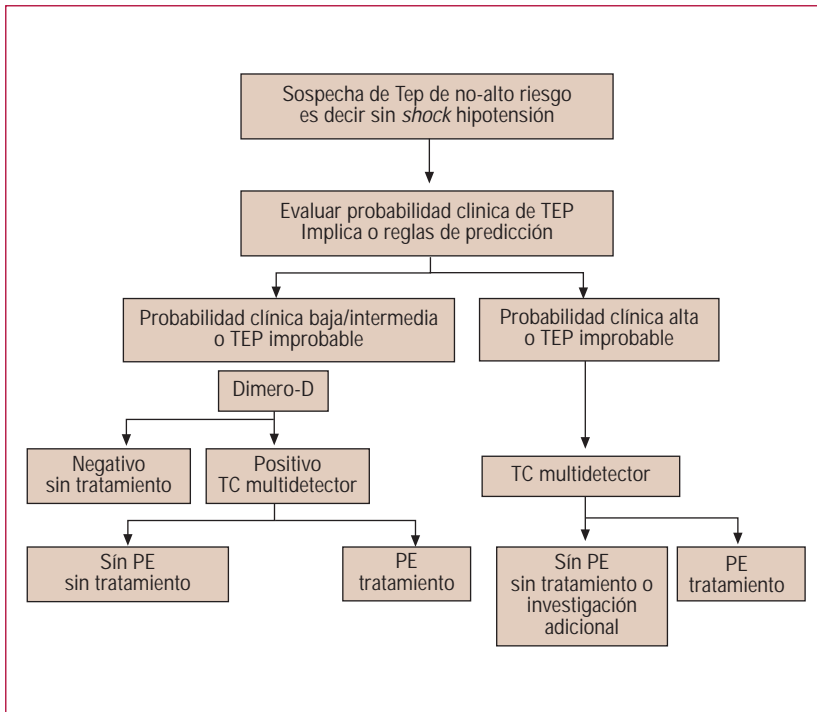 Sospecha de Tep de no-alto riesgo
es decir sin shock hipotensión
Evaluar probabilidad clinica de TEP
Implica o reglas de predicción
Probabilidad clínica baja/intermedia
o TEP improbable
Probabilidad clínica alta
o TEP improbable
Dimero-D
Negativo
sin tratamiento
Positivo
TC multidetector
TC multidetector
Sín PE
sin tratamiento
PE
tratamiento
Sín PE
sin tratamiento o
investigación
adicional
PE
tratamiento